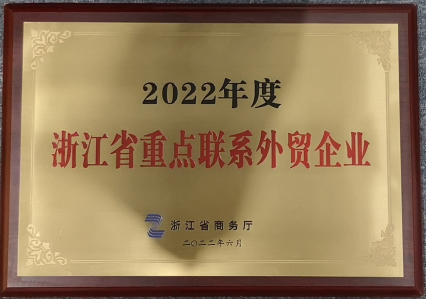 2022年度
浙江省重点联系外贸企业
浙江省商务厅
二〇二二年六月